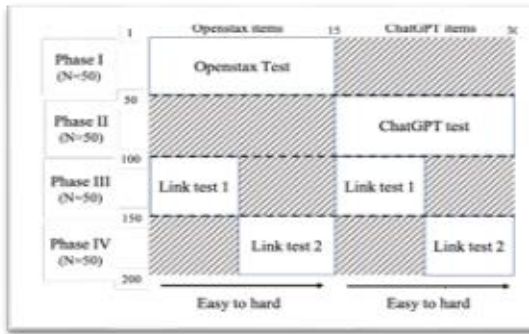 1 Openstax items 15 ChatGPT items 30
Phase I
(N=50)
Openstax Test
50
Phase II
(N=50)
ChatGPT test
100
Phase III
(N=50)
Link test 1 Link test 1
150
Phase IV
(N=50)
Link test 2 Link test 2
200
Easy to hard Easy to hard